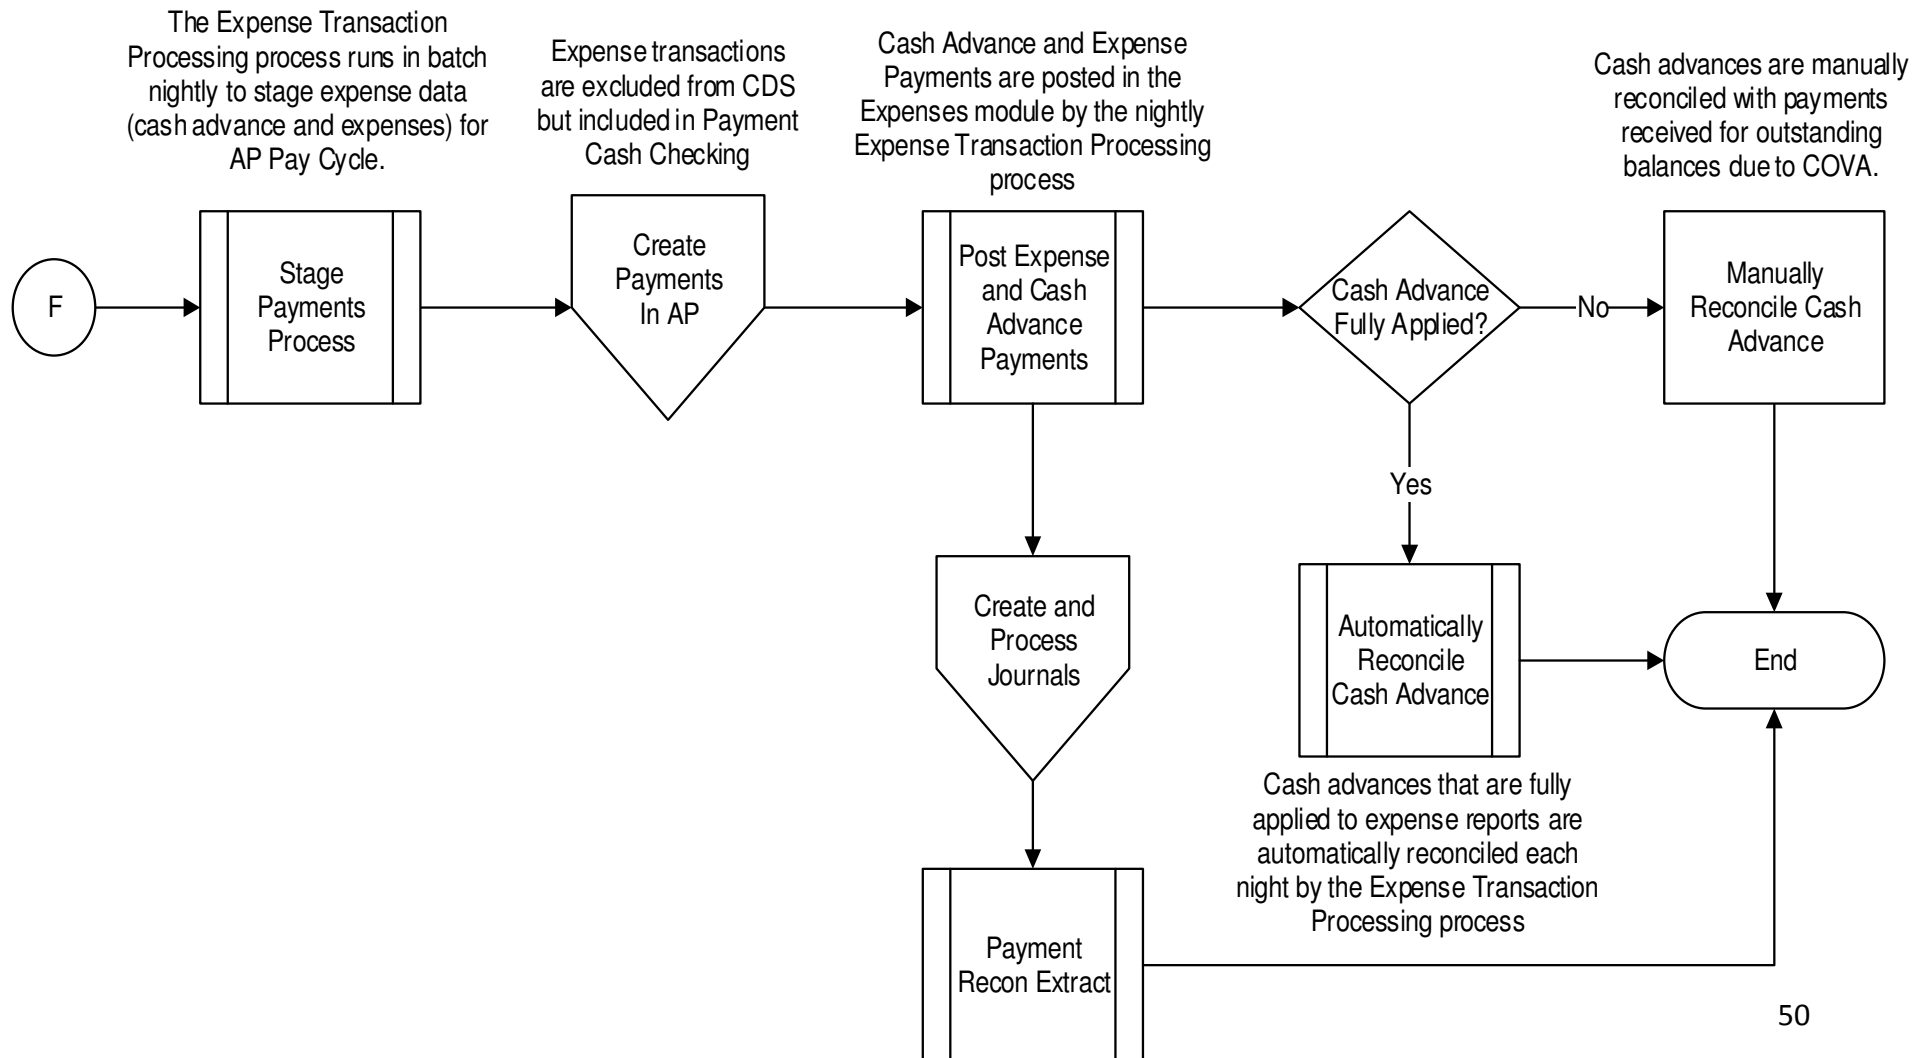 The Expense Transaction
Processing process runs in batch
nightly to stage expense data
(cash advance and expenses) for
AP Pay Cycle.
Expense transactions
are excluded from CDS
but included in Payment
Cash Checking
Cash Advance and Expense
Payments are posted in the
Expenses module by the nightly
Expense Transaction Processing
process
Cash advances are manually
reconciled with payments
received for outstanding
balances due to COVA.
F
Stage
Payments
Process
Create
Payments
In AP
Post Expense
and Cash
Advance
Payments
Cash Advance
Fully Applied?
No
Manually
Reconcile Cash
Advance
Yes
Create and
Process
Journals
Automatically
Reconcile
Cash Advance
End
Cash advances that are fully
applied to expense reports are
automatically reconciled each
night by the Expense Transaction
Processing process
Payment
Recon Extract
50